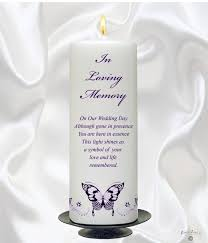 In
Loving
Memory
On Our Wedding Day
Although gone in presence
You are here in essence
This light shines as
a symbol of your
love and life
remembered.